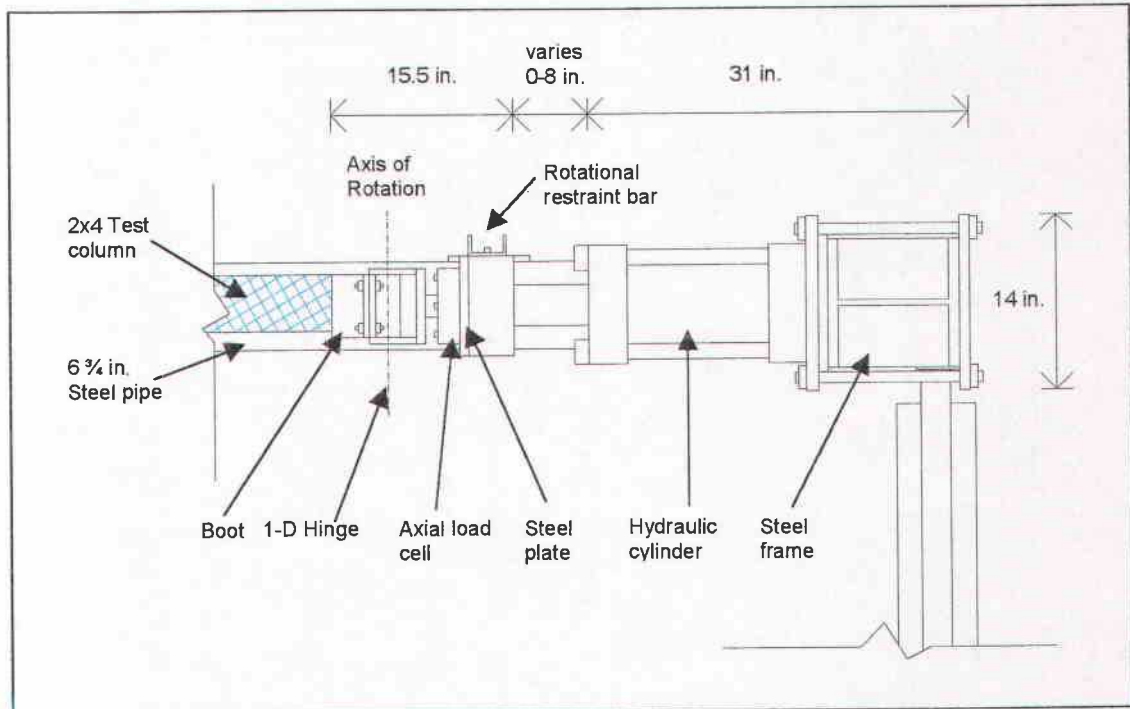 varies
15.5 in.
0-8 in.
31 in.
Axis of
Rotation
Rotational
restraint bar
2x4 Test
column
14 in.
6 ¾ in.
Steel pipe
Boot
1-D Hinge
Axial load
cell
Steel
plate
Hydraulic
cylinder
Steel
frame